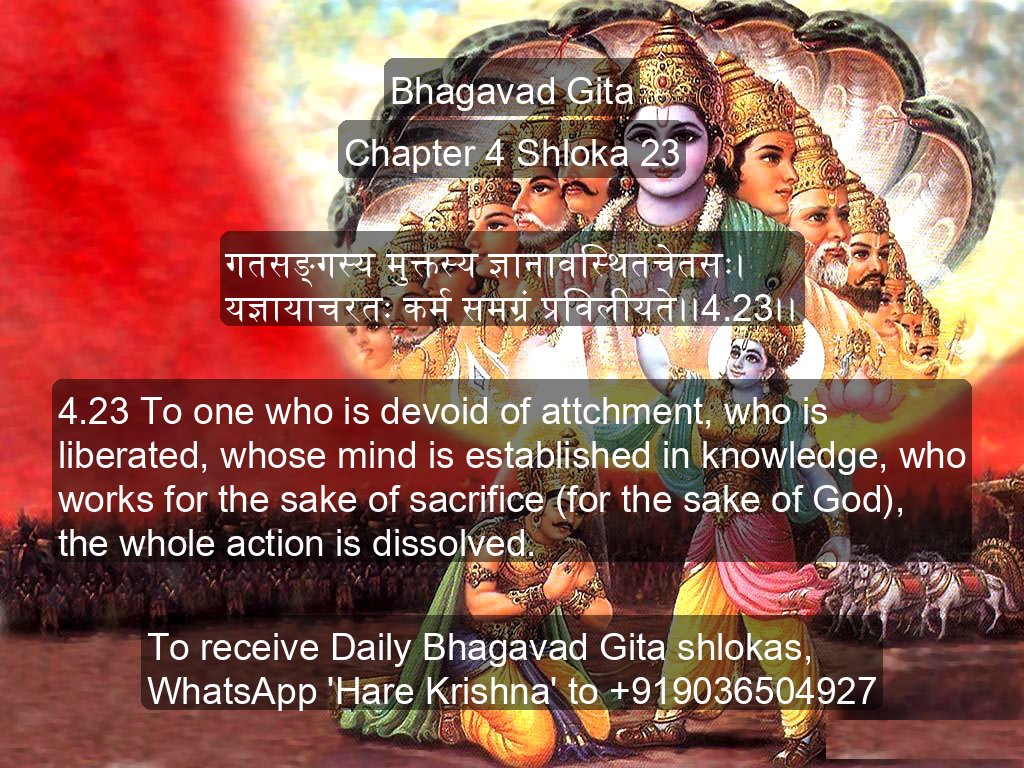 Bhagavad Gita
Chapter 4 Shloka 23
गतसङ्गस्य मुक्तस्य ज्ञानावस्थितचेतसः।
यज्ञायाचरतः कर्म समग्रं प्रविलीयते।।4.23।।
4.23 To one who is devoid of attchment, who is
liberated, whose mind is established in knowledge, who
works for the sake of sacrifice (for the sake of God),
the whole action is dissolved.
To receive Daily Bhagavad Gita shlokas,
WhatsApp 'Hare Krishna' to +919036504927